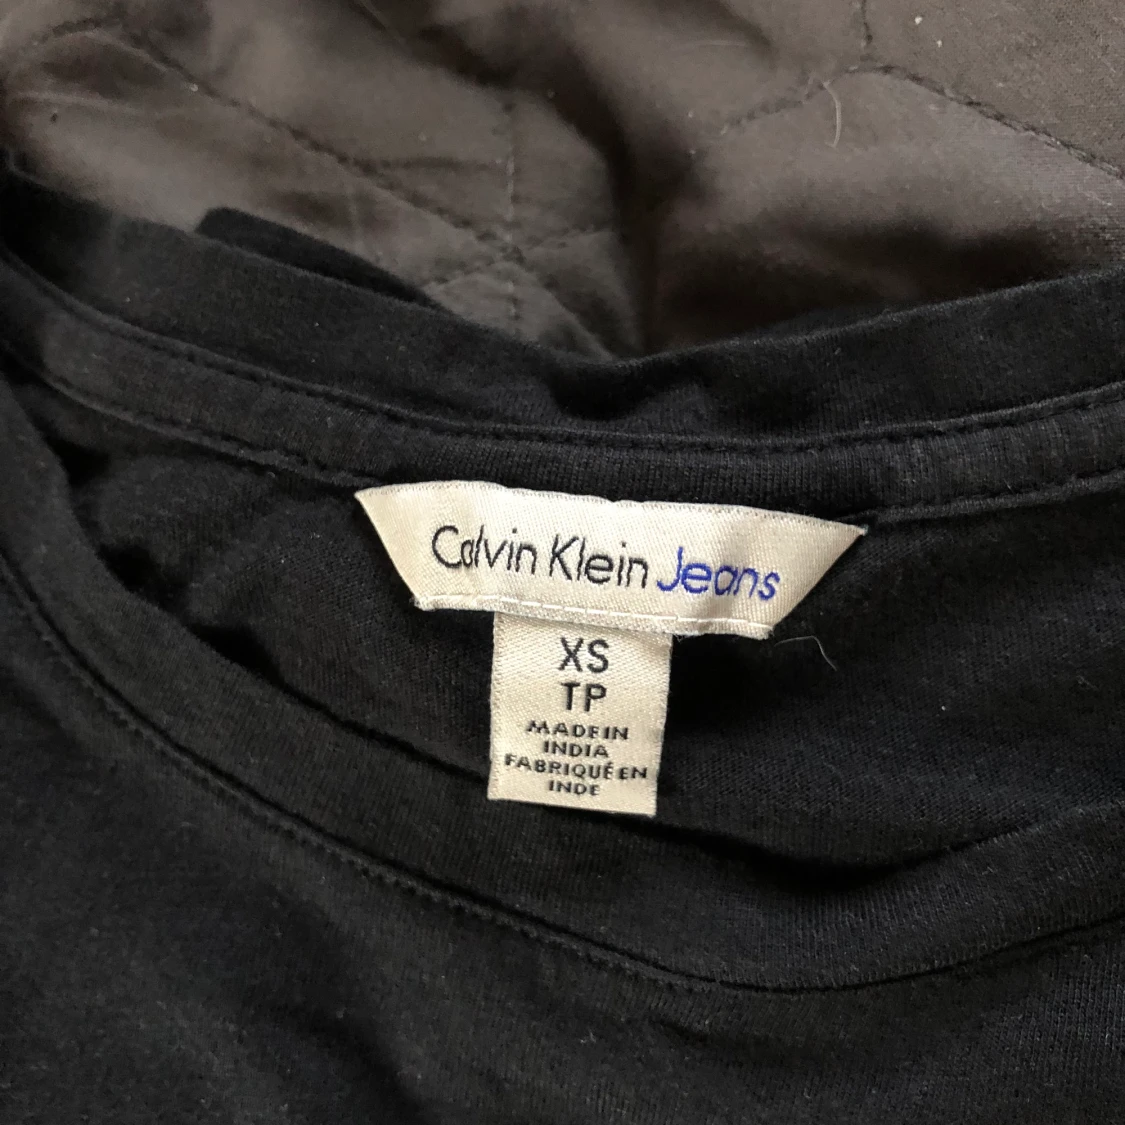 Calvin Klein Jeans
XS
TP
MADE IN
INDIA
FABRIQUÉ EN
INDE